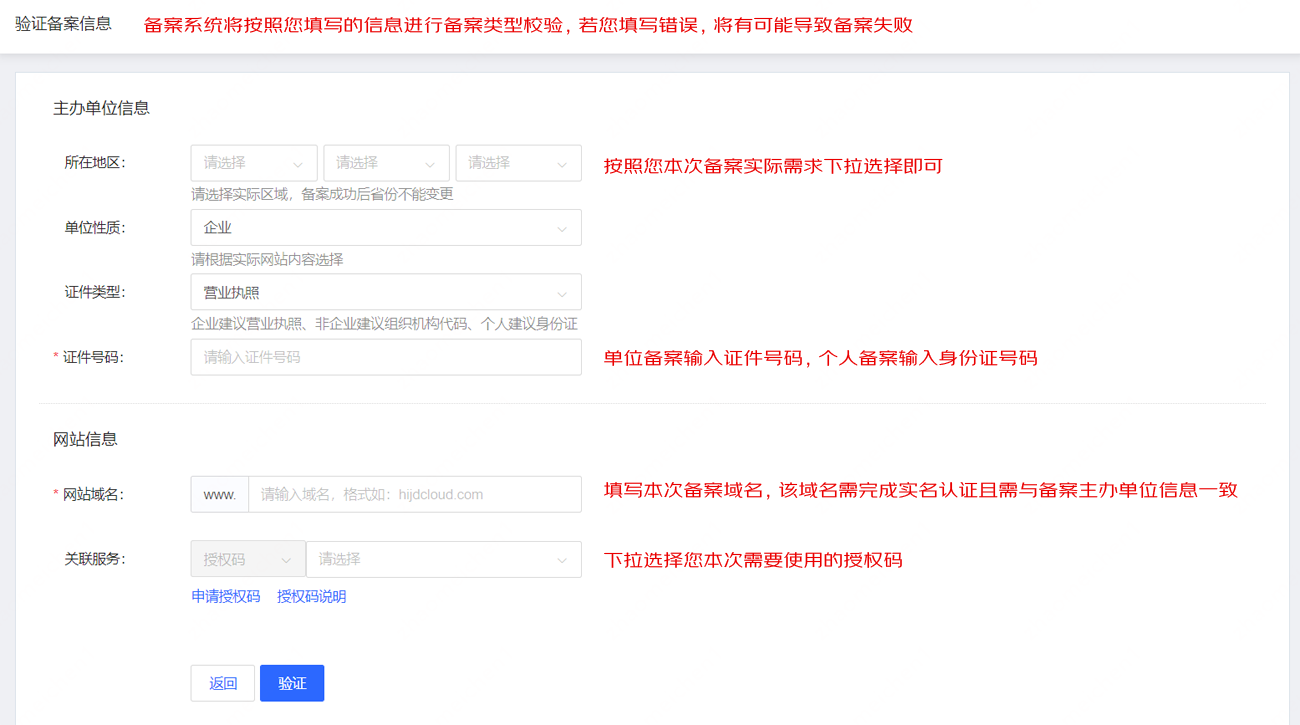 验证备案信息 备案系统将按照您填写的信息进行备案类型校验，若您填写错误，将有可能导致备案失败
主办单位信息
所在地区： 请选择 请选择 请选择 按照您本次备案实际需求下拉选择即可
请选择实际区域，备案成功后省份不能变更
单位性质： 企业
请根据实际网站内容选择
证件类型： 营业执照
企业建议营业执照、非企业建议组织机构代码、个人建议身份证
* 证件号码： 请输入证件号码 单位备案输入证件号码，个人备案输入身份证号码
网站信息
* 网站域名： www. 请输入域名，格式如：hijdcloud.com 填写本次备案域名，该域名需完成实名认证且需与备案主办单位信息一致
关联服务： 授权码 请选择 下拉选择您本次需要使用的授权码
申请授权码 授权码说明
返回 验证